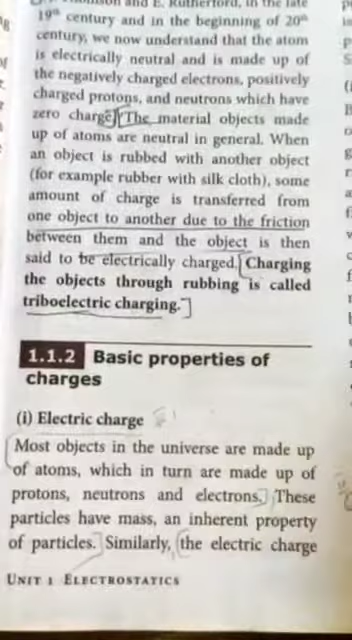 and E. Rutherford, in the late
19th century and in the beginning of 20th
century, we now understand that the atom
is electrically neutral and is made up of
the negatively charged electrons, positively
charged protons, and neutrons which have
zero charge. The material objects made
up of atoms are neutral in general. When
an object is rubbed with another object
(for example rubber with silk cloth), some
amount of charge is transferred from
one object to another due to the friction
between them and the object is then
said to be electrically charged. Charging
the objects through rubbing is called
triboelectric charging.
1.1.2 Basic properties of
charges
(i) Electric charge
Most objects in the universe are made up
of atoms, which in turn are made up of
protons, neutrons and electrons. These
particles have mass, an inherent property
of particles. Similarly, the electric charge
UNIT 1 ELECTROSTATICS